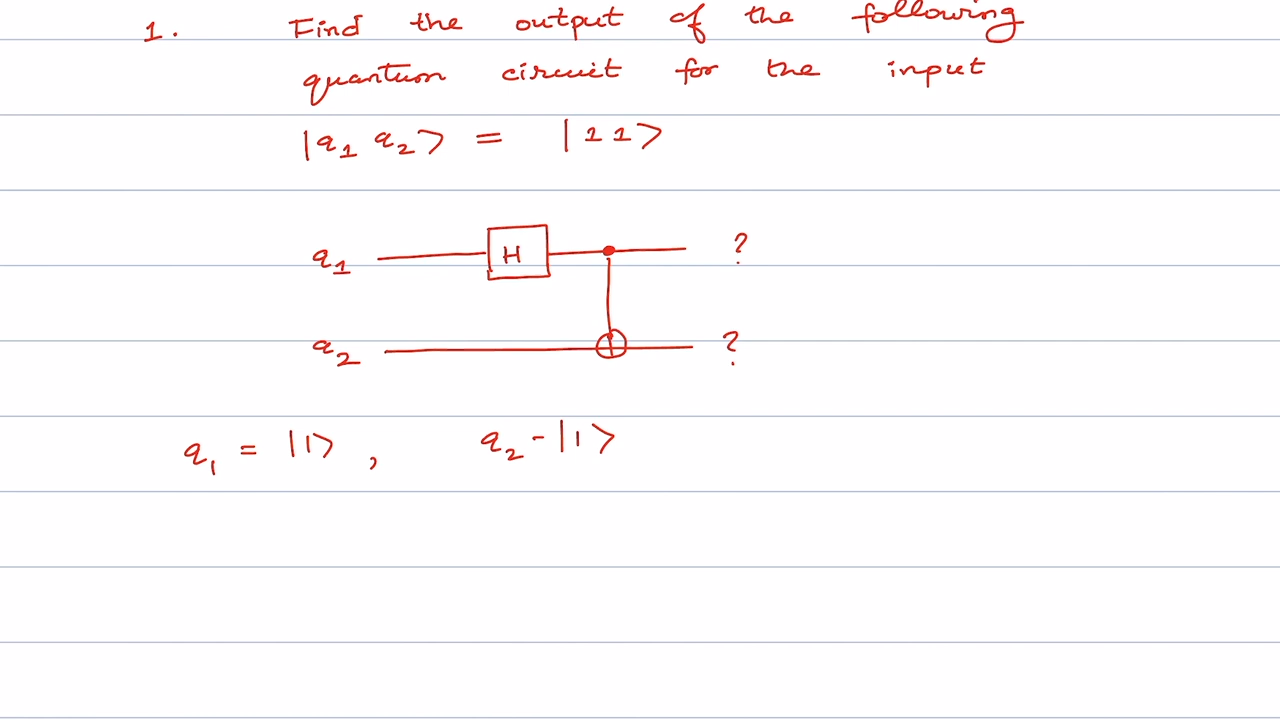 1. Find the output of the following
quantum circuit for the input
|q1 q2> = |11>
q1 H ?
q2 ?
q1 = |1>, q2 - |1>